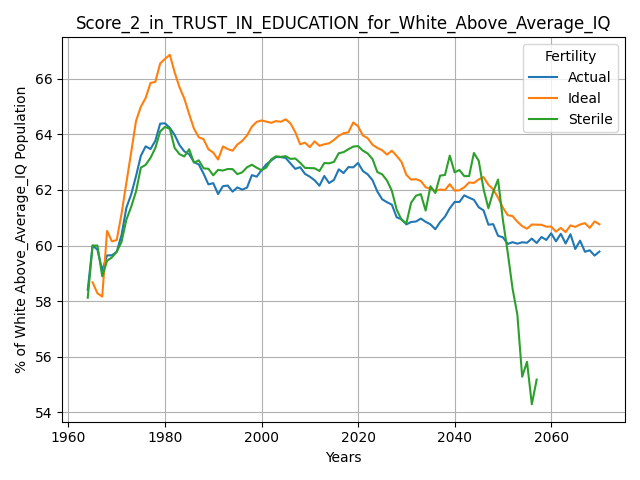 Score_2_in_TRUST_IN_EDUCATION_for_White_Above_Average_IQ
% of White Above_Average_IQ Population
66
64
62
60
58
56
54
Fertility
Actual
Ideal
Sterile
1960
1980
2000
2020
2040
2060
Years